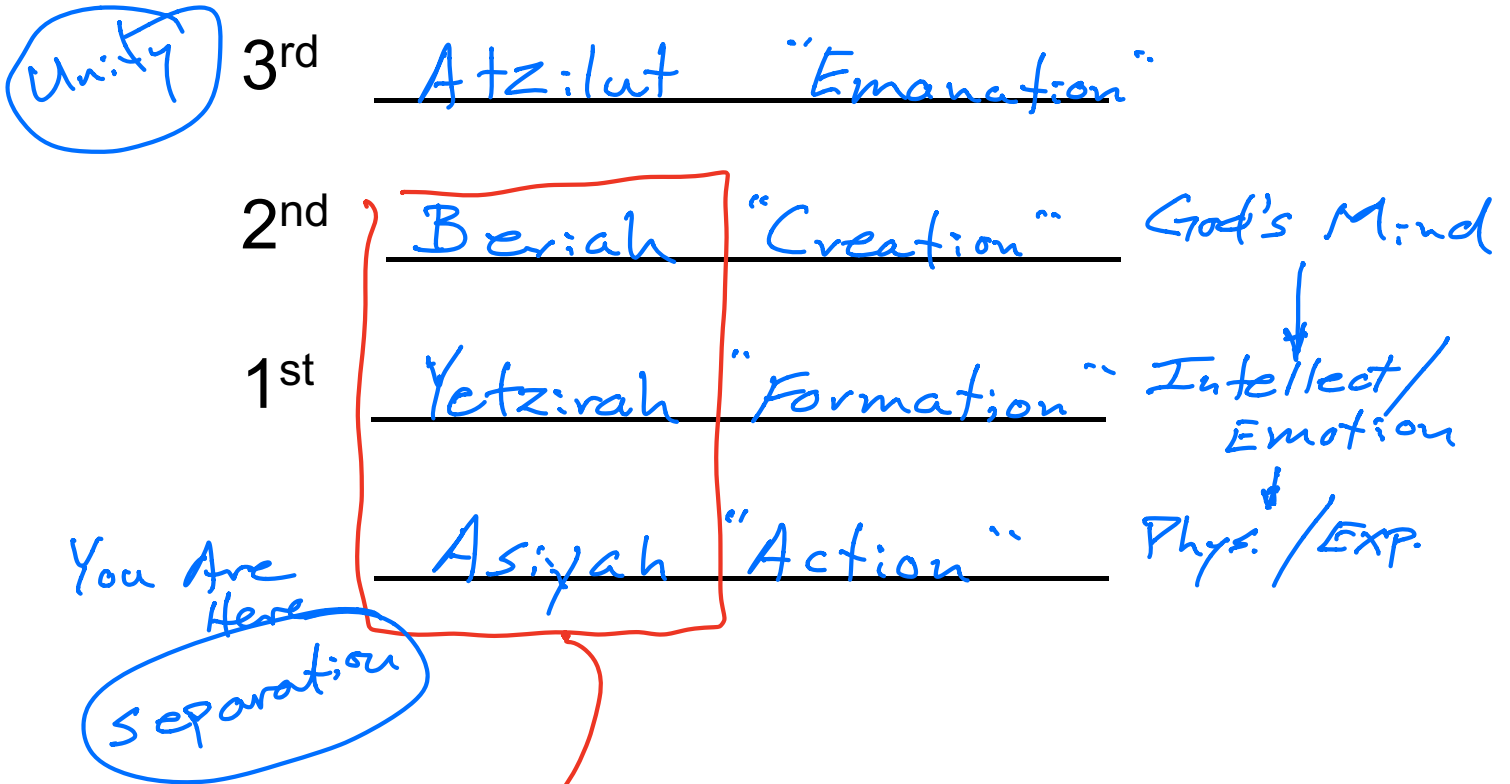 Unity
3rd Atzilut "Emanation"
2nd Beriah "Creation" God's Mind
1st Yetzirah "Formation" Intellect/
Emotion
Asiyah "Action" Phys./Exp.
You Are
Here
separation